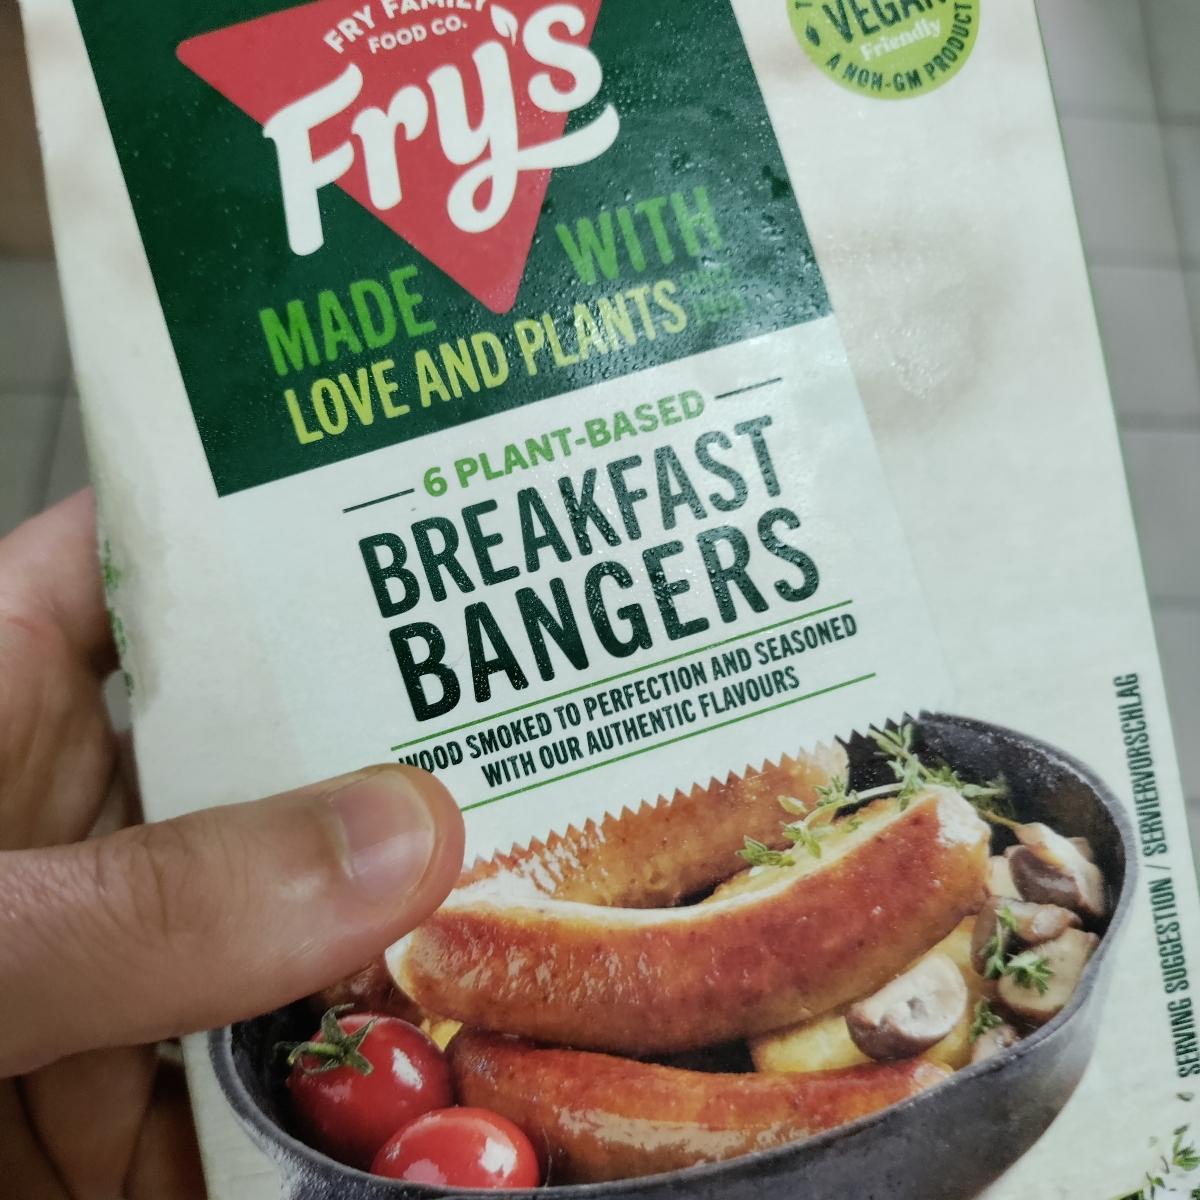 FRY FAMILY
FOOD CO.
Fry's
MADE WITH
LOVE AND PLANTS
VEGAN
Friendly
A NON-GM PRODUCT
6 PLANT-BASED
BREAKFAST
BANGERS
WOOD SMOKED TO PERFECTION AND SEASONED
WITH OUR AUTHENTIC FLAVOURS
SERVING SUGGESTION / SERVIERVORSCHLAG